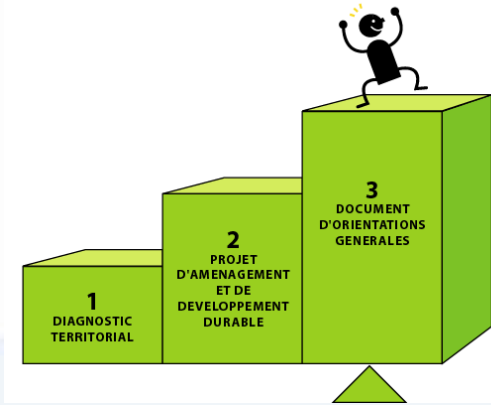 1
DIAGNOSTIC
TERRITORIAL
2
PROJET
D'AMENAGEMENT
ET DE
DEVELOPPEMENT
DURABLE
3
DOCUMENT
D'ORIENTATIONS
GENERALES